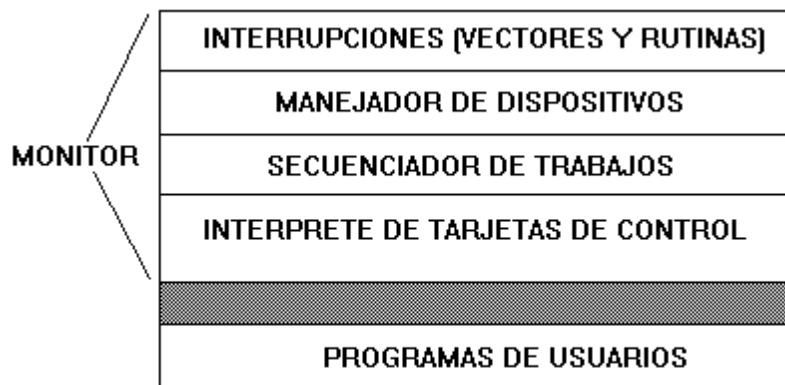 INTERRUPCIONES (VECTORES Y RUTINAS)
MANEJADOR DE DISPOSITIVOS
MONITOR
SECUENCIADOR DE TRABAJOS
INTERPRETE DE TARJETAS DE CONTROL
PROGRAMAS DE USUARIOS